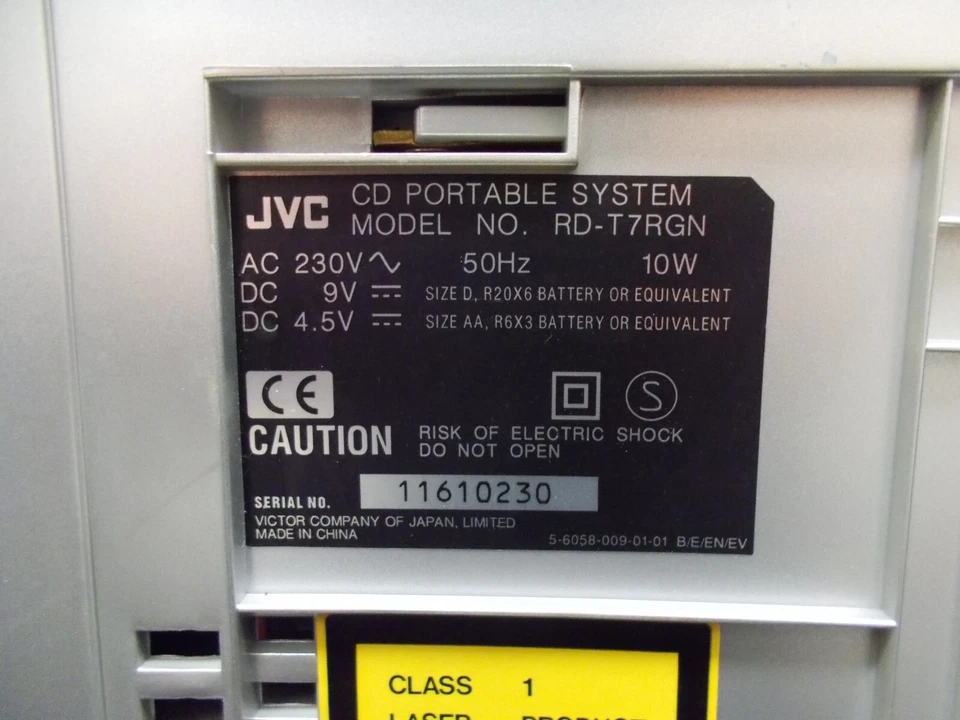 JVC CD PORTABLE SYSTEM
MODEL NO. RD-T7RGN
AC 230V 50Hz 10W
DC 9V SIZE D, R20X6 BATTERY OR EQUIVALENT
DC 4.5V SIZE AA, R6X3 BATTERY OR EQUIVALENT
CE S
CAUTION RISK OF ELECTRIC SHOCK
DO NOT OPEN
SERIAL NO. 11610230
VICTOR COMPANY OF JAPAN, LIMITED
MADE IN CHINA 5-6058-009-01-01 B/E/EN/EV
CLASS 1
LASER PRODUCT